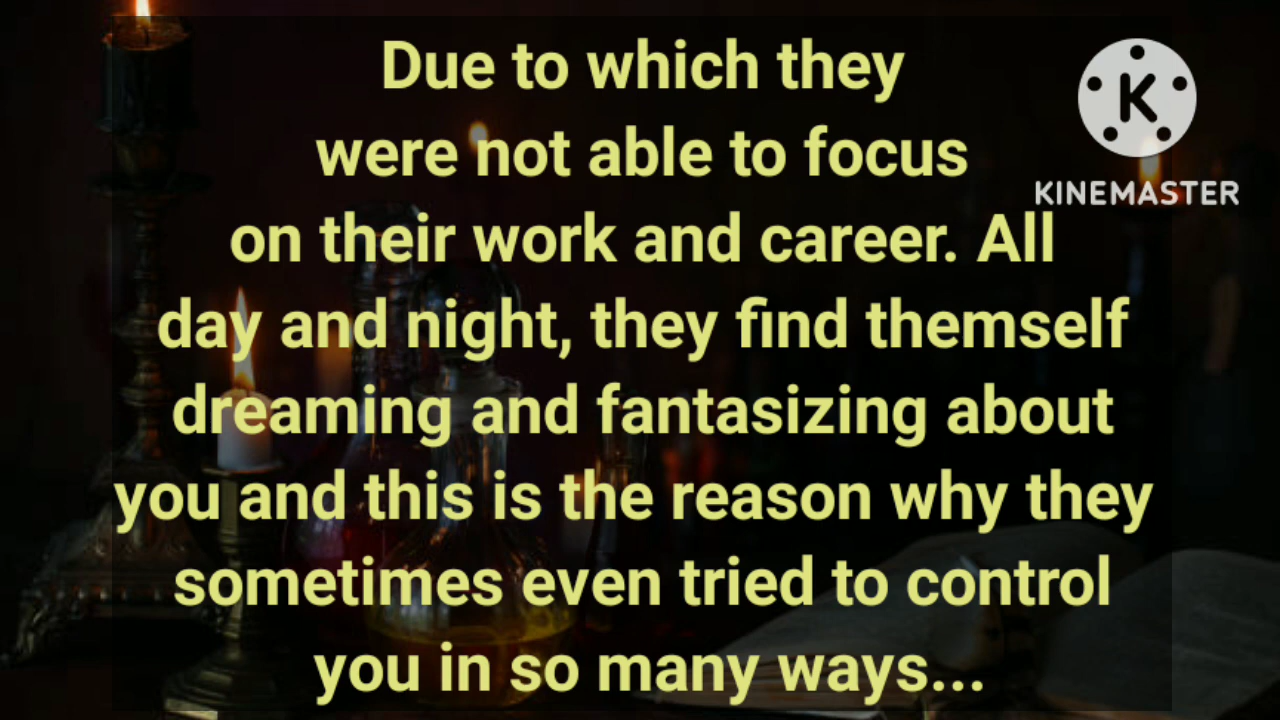 Due to which they
were not able to focus
on their work and career. All
day and night, they find themself
dreaming and fantasizing about
you and this is the reason why they
sometimes even tried to control
you in so many ways...
K
KINEMASTER